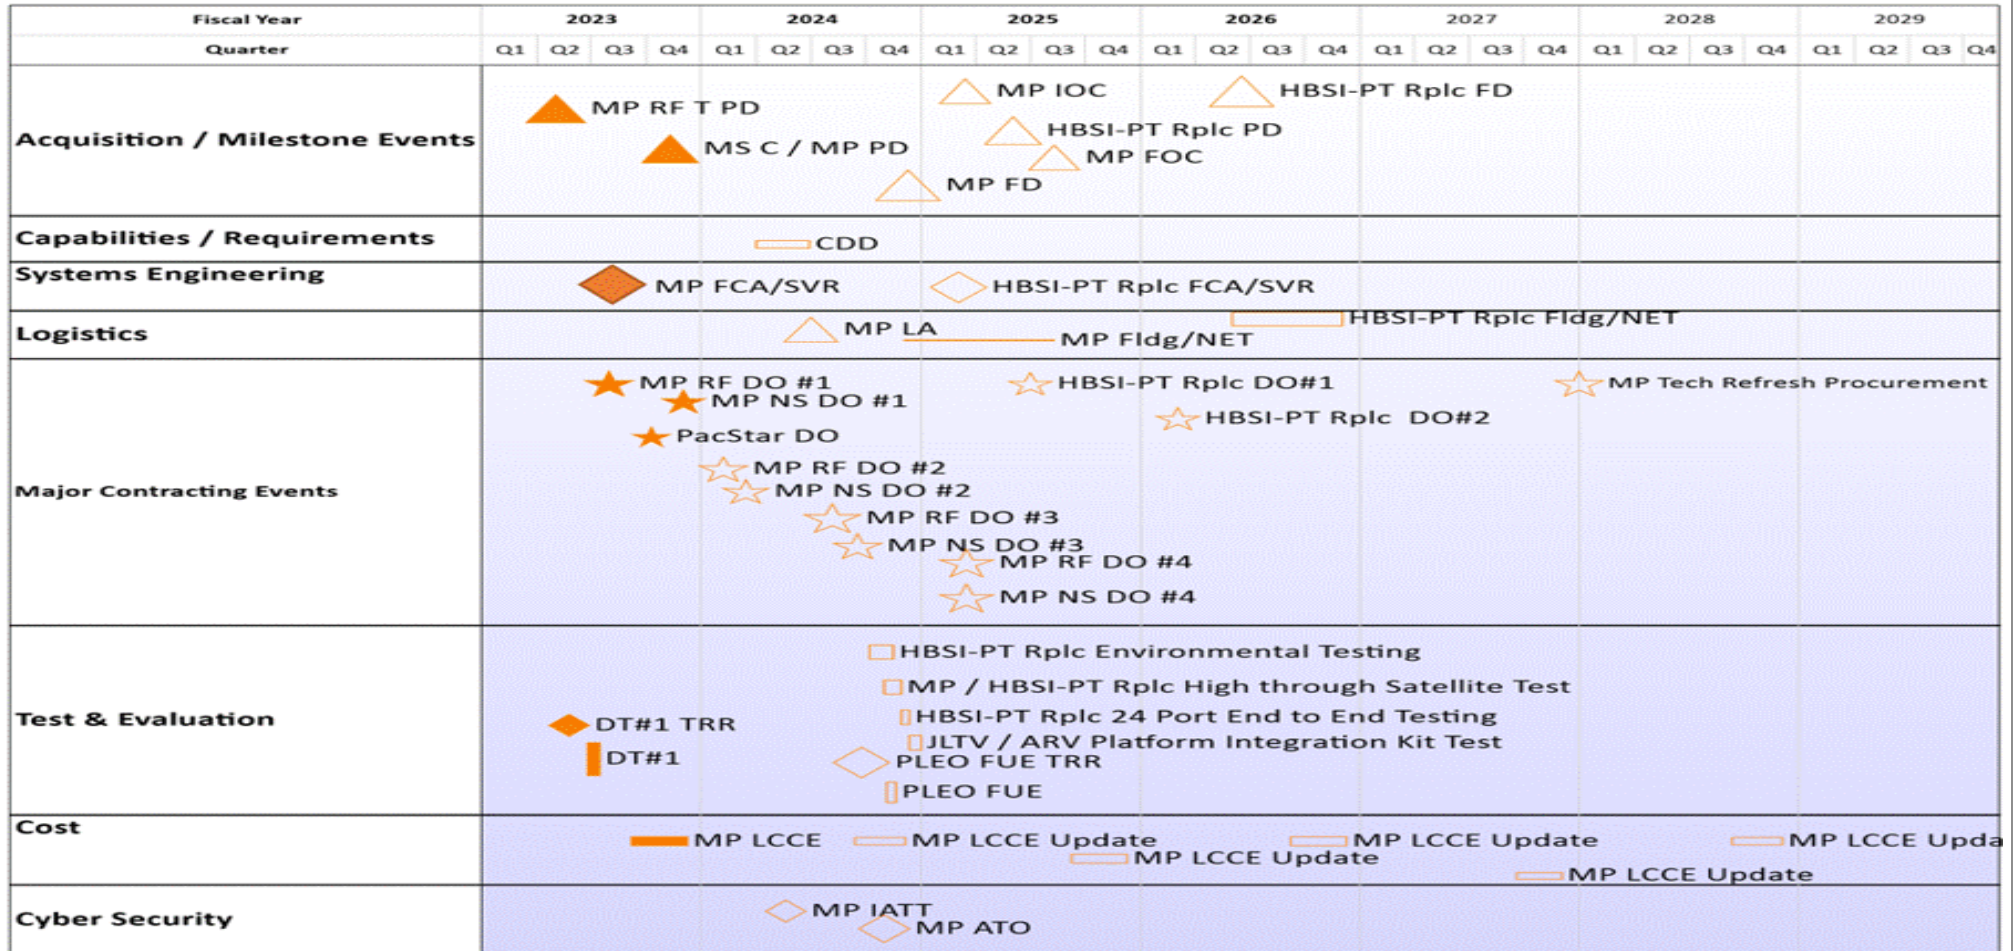 Fiscal Year 2023 2024 2025 2026 2027 2028 2029
Quarter Q1 Q2 Q3 Q4 Q1 Q2 Q3 Q4 Q1 Q2 Q3 Q4 Q1 Q2 Q3 Q4 Q1 Q2 Q3 Q4 Q1 Q2 Q3 Q4 Q1 Q2 Q3 Q4
Acquisition / Milestone Events
MP IOC
HBSI-PT Rplc FD
MP RF T PD
HBSI-PT Rplc PD
MS C / MP PD
MP FOC
MP FD
Capabilities / Requirements
CDD
Systems Engineering
MP FCA/SVR
HBSI-PT Rplc FCA/SVR
Logistics
HBSI-PT Rplc Fldg/NET
MP LA
MP Fldg/NET
Major Contracting Events
MP RF DO #1
HBSI-PT Rplc DO#1
MP Tech Refresh Procurement
MP NS DO #1
HBSI-PT Rplc DO#2
PacStar DO
MP RF DO #2
MP NS DO #2
MP RF DO #3
MP NS DO #3
MP RF DO #4
MP NS DO #4
Test & Evaluation
HBSI-PT Rplc Environmental Testing
MP / HBSI-PT Rplc High through Satellite Test
HBSI-PT Rplc 24 Port End to End Testing
DT#1 TRR
JLTV / ARV Platform Integration Kit Test
DT#1
PLEO FUE TRR
PLEO FUE
Cost
MP LCCE
MP LCCE Update
MP LCCE Update
MP LCCE Upda
MP LCCE Update
MP LCCE Update
Cyber Security
MP IATT
MP ATO